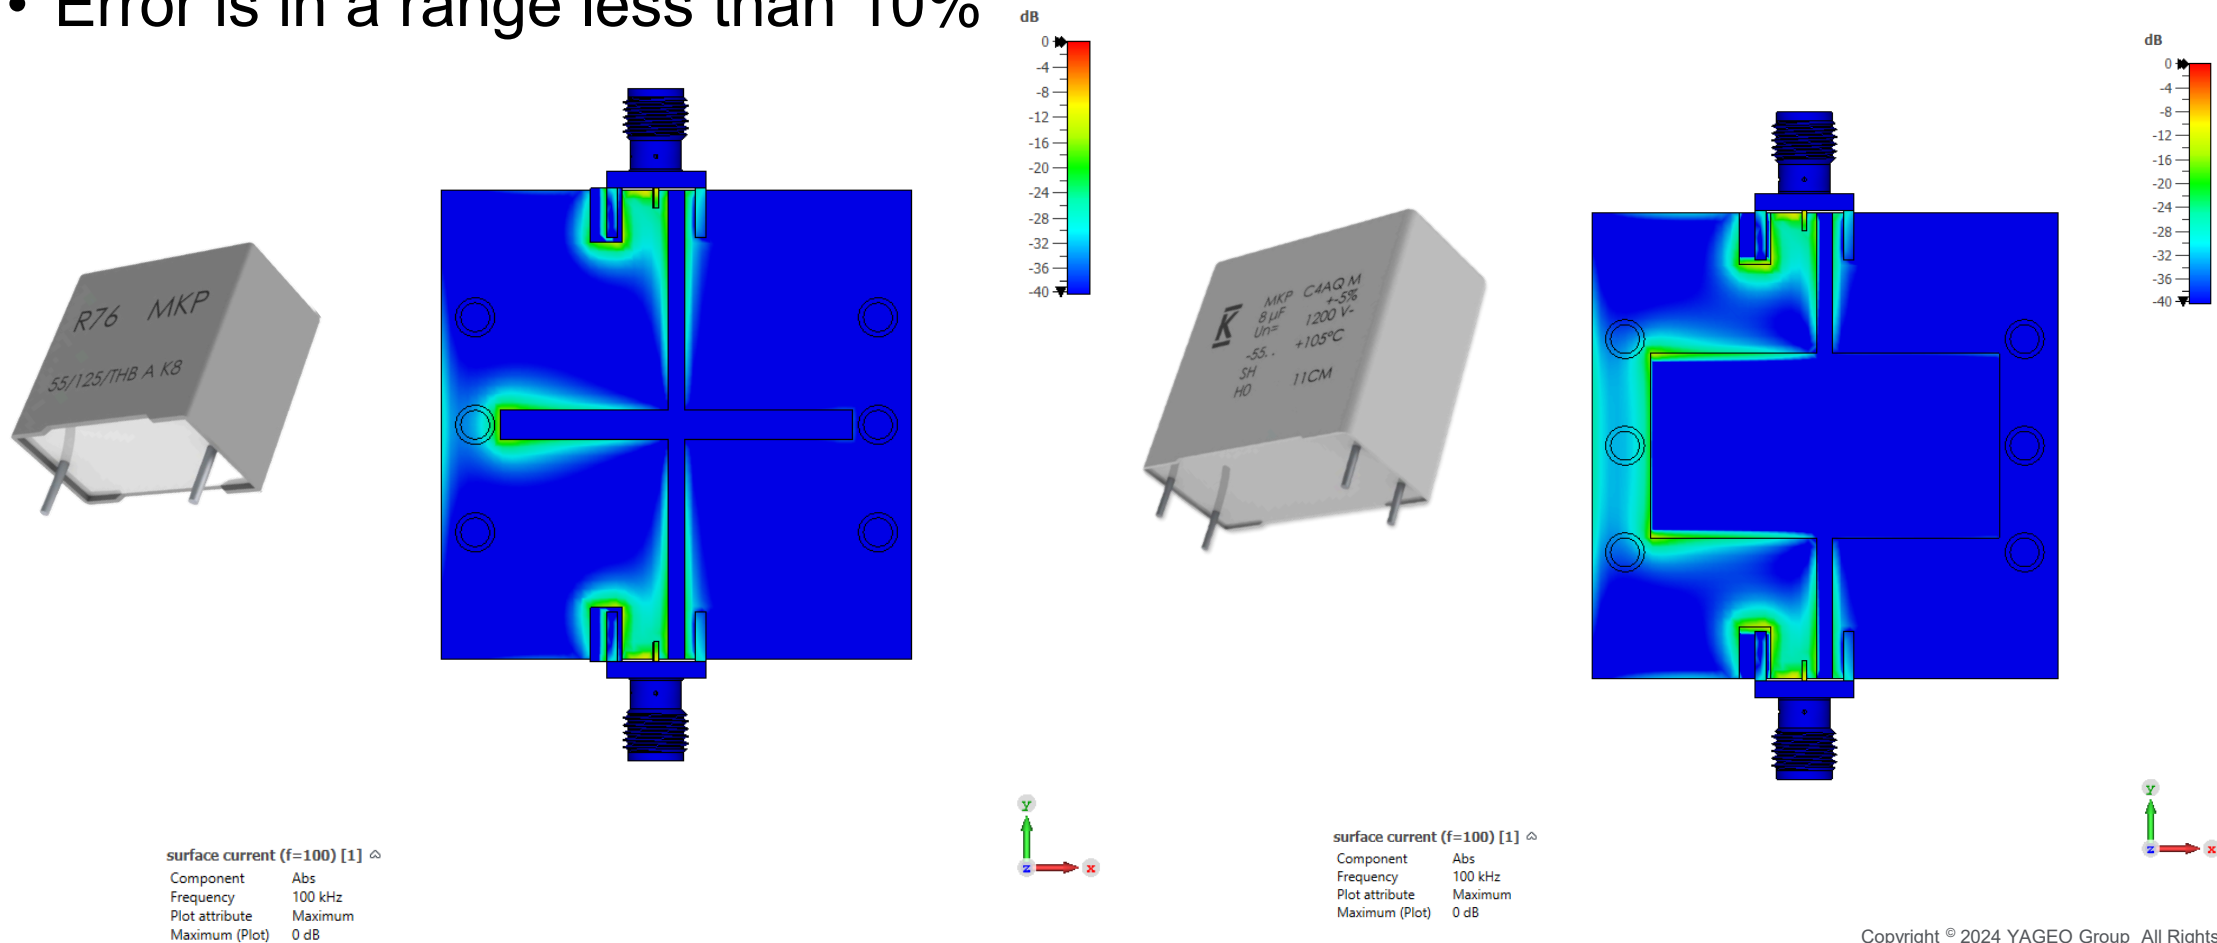 • Error is in a range less than 10%
dB
0
-4
-8
-12
-16
-20
-24
-28
-32
-36
-40
dB
0
-4
-8
-12
-16
-20
-24
-28
-32
-36
-40
R76 MKP
55/125/THB A K8
K
MKP C4AQ M
8 µF +-5%
Un= 1200 V-
-55. . +105°C
SH
H0 11CM
y
z x
y
z x
surface current (f=100) [1]
Component Abs
Frequency 100 kHz
Plot attribute Maximum
Maximum (Plot) 0 dB
surface current (f=100) [1]
Component Abs
Frequency 100 kHz
Plot attribute Maximum
Maximum (Plot) 0 dB
Copyright © 2024 YAGEO Group. All Rights